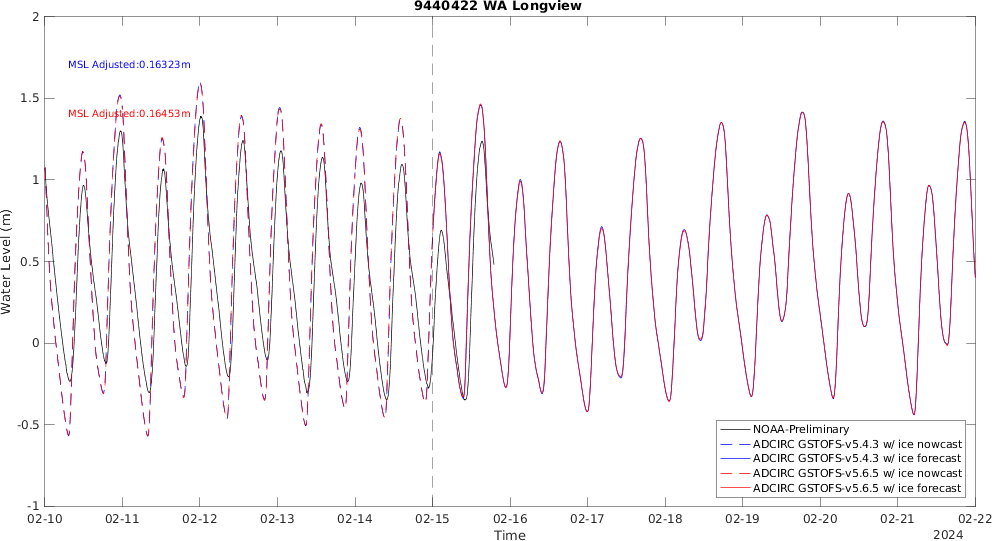 9440422 WA Longview
2
1.5
1
0.5
0
-0.5
-1
Water Level (m)
MSL Adjusted:0.16323m
MSL Adjusted:0.16453m
NOAA-Preliminary
ADCIRC GSTOFS-v5.4.3 w/ ice nowcast
ADCIRC GSTOFS-v5.4.3 w/ ice forecast
ADCIRC GSTOFS-v5.6.5 w/ ice nowcast
ADCIRC GSTOFS-v5.6.5 w/ ice forecast
02-10 02-11 02-12 02-13 02-14 02-15 02-16 02-17 02-18 02-19 02-20 02-21 02-22
Time
2024